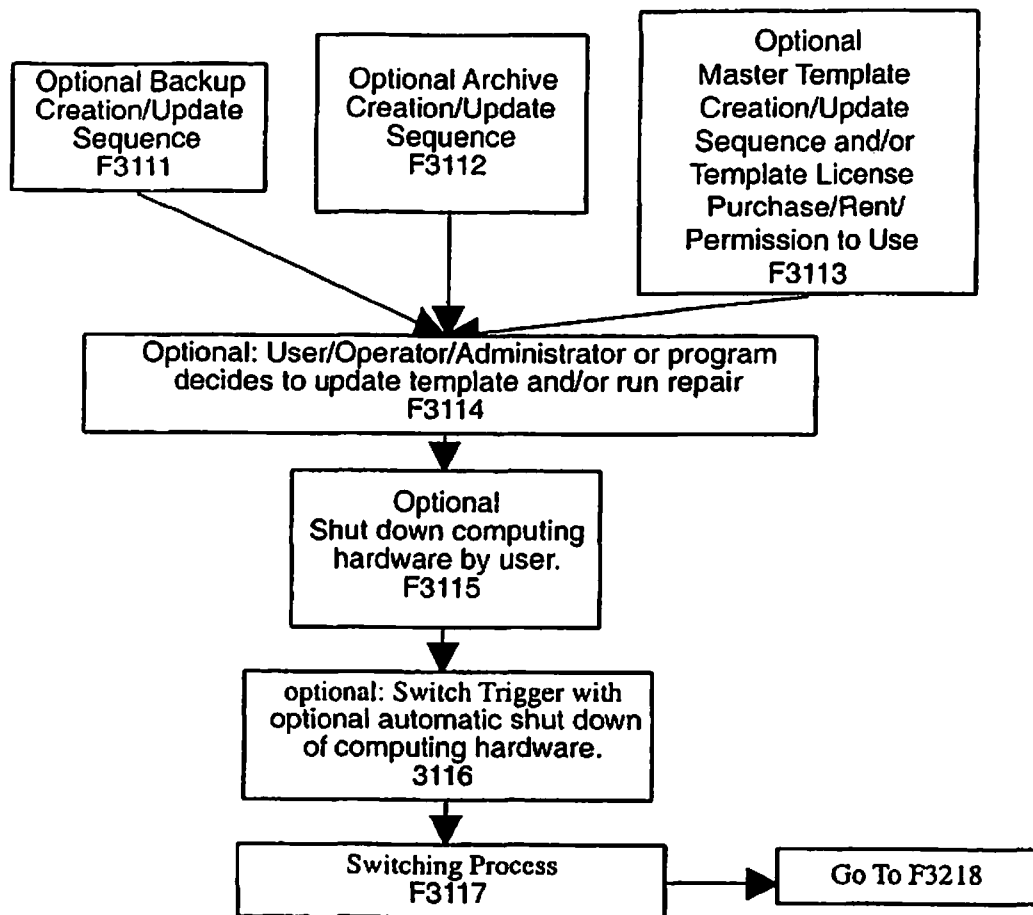 Optional Backup
Creation/Update
Sequence
F3111
Optional Archive
Creation/Update
Sequence
F3112
Optional
Master Template
Creation/Update
Sequence and/or
Template License
Purchase/Rent/
Permission to Use
F3113
Optional: User/Operator/Administrator or program
decides to update template and/or run repair
F3114
Optional
Shut down computing
hardware by user.
F3115
optional: Switch Trigger with
optional automatic shut down
of computing hardware.
3116
Switching Process
F3117
Go To F3218